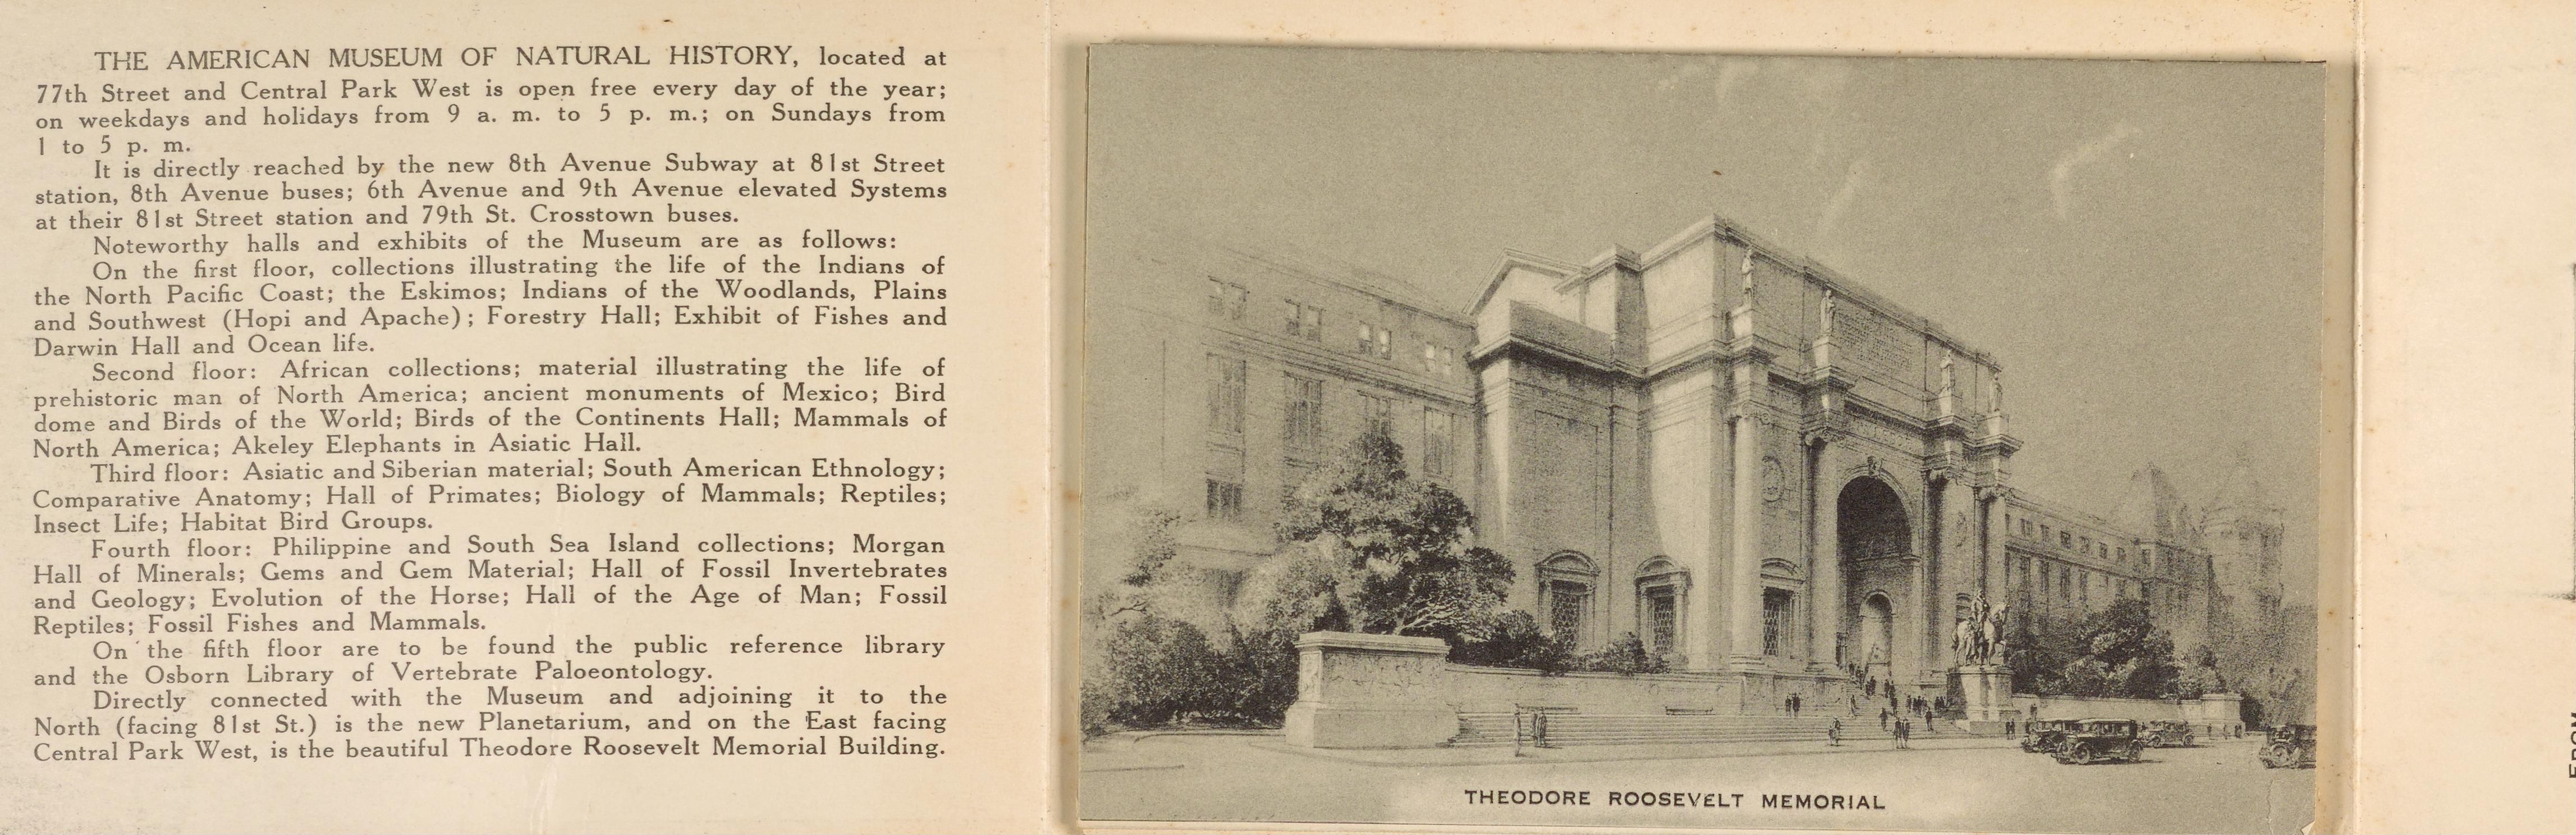 THE AMERICAN MUSEUM OF NATURAL HISTORY, located at
77th Street and Central Park West is open free every day of the year;
on weekdays and holidays from 9 a. m. to 5 p. m.; on Sundays from
1 to 5 p. m.
It is directly reached by the new 8th Avenue Subway at 81st Street
station, 8th Avenue buses; 6th Avenue and 9th Avenue elevated Systems
at their 81st Street station and 79th St. Crosstown buses.
Noteworthy halls and exhibits of the Museum are as follows:
On the first floor, collections illustrating the life of the Indians of
the North Pacific Coast; the Eskimos; Indians of the Woodlands, Plains
and Southwest (Hopi and Apache); Forestry Hall; Exhibit of Fishes and
Darwin Hall and Ocean life.
Second floor: African collections; material illustrating the life of
prehistoric man of North America; ancient monuments of Mexico; Bird
dome and Birds of the World; Birds of the Continents Hall; Mammals of
North America; Akeley Elephants in Asiatic Hall.
Third floor: Asiatic and Siberian material; South American Ethnology;
Comparative Anatomy; Hall of Primates; Biology of Mammals; Reptiles;
Insect Life; Habitat Bird Groups.
Fourth floor: Philippine and South Sea Island collections; Morgan
Hall of Minerals; Gems and Gem Material; Hall of Fossil Invertebrates
and Geology; Evolution of the Horse; Hall of the Age of Man; Fossil
Reptiles; Fossil Fishes and Mammals.
On the fifth floor are to be found the public reference library
and the Osborn Library of Vertebrate Paloeontology.
Directly connected with the Museum and adjoining it to the
North (facing 81st St.) is the new Planetarium, and on the East facing
Central Park West, is the beautiful Theodore Roosevelt Memorial Building.
THEODORE ROOSEVELT MEMORIAL